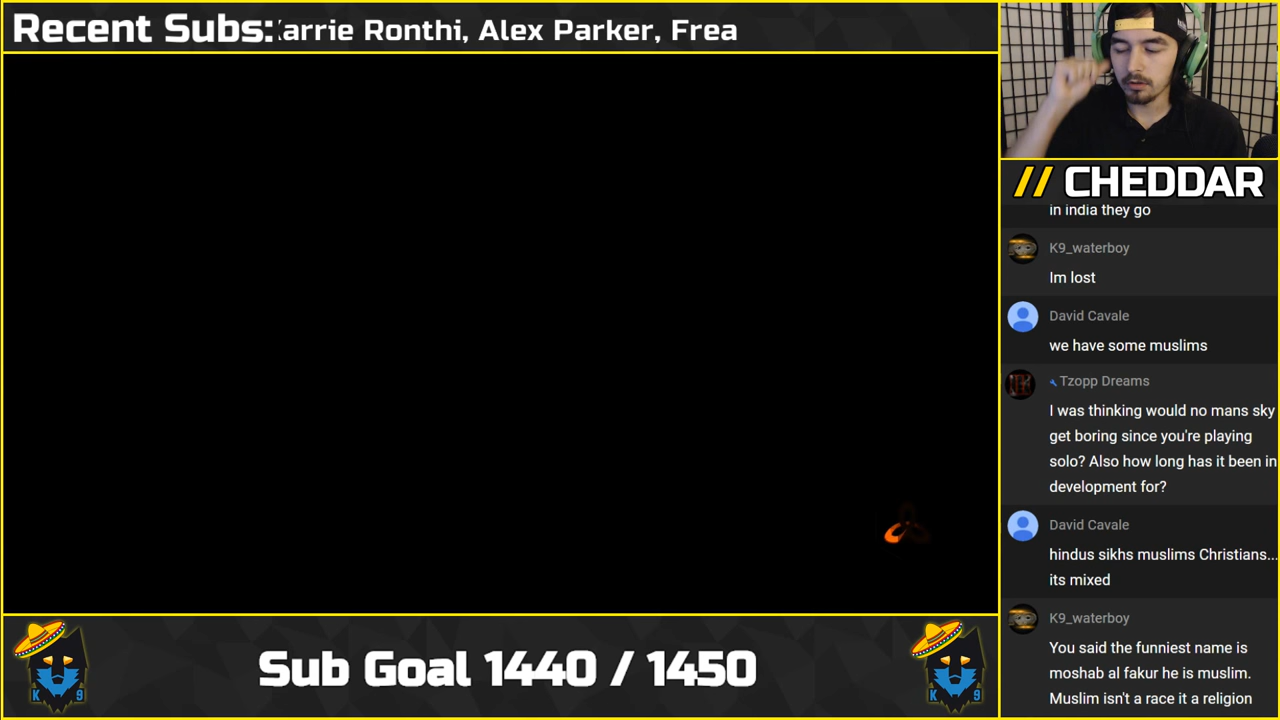 Recent Subs:
arrie Ronthi, Alex Parker, Frea
// CHEDDAR
in india they go
K9_waterboy
Im lost
David Cavale
we have some muslims
Tzopp Dreams
I was thinking would no mans sky
get boring since you're playing
solo? Also how long has it been in
development for?
David Cavale
hindus sikhs muslims Christians...
its mixed
K9_waterboy
You said the funniest name is
moshab al fakur he is muslim.
Muslim isn't a race it a religion
K 9
Sub Goal 1440 / 1450
K 9